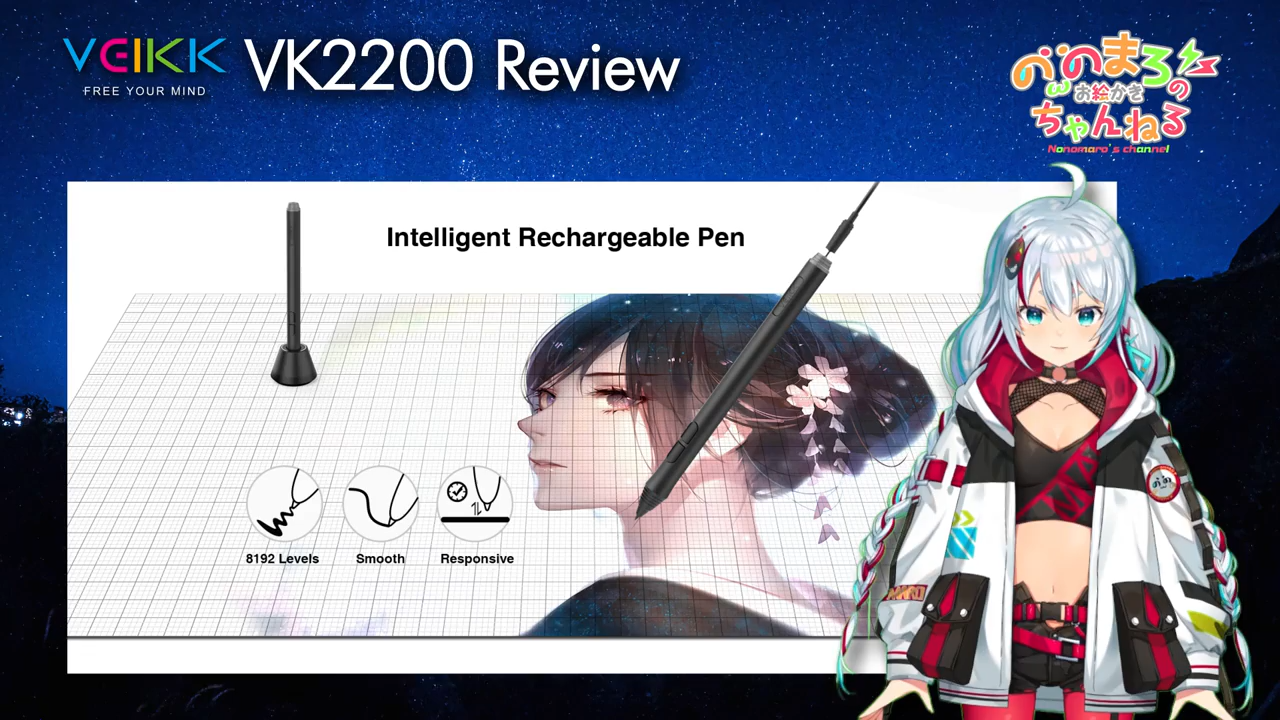 VEIKK VK2200 Review
FREE YOUR MIND
ののまろの
お絵かき
ちゃんねる
Nonomaro's channel
Intelligent Rechargeable Pen
8192 Levels
Smooth
Responsive